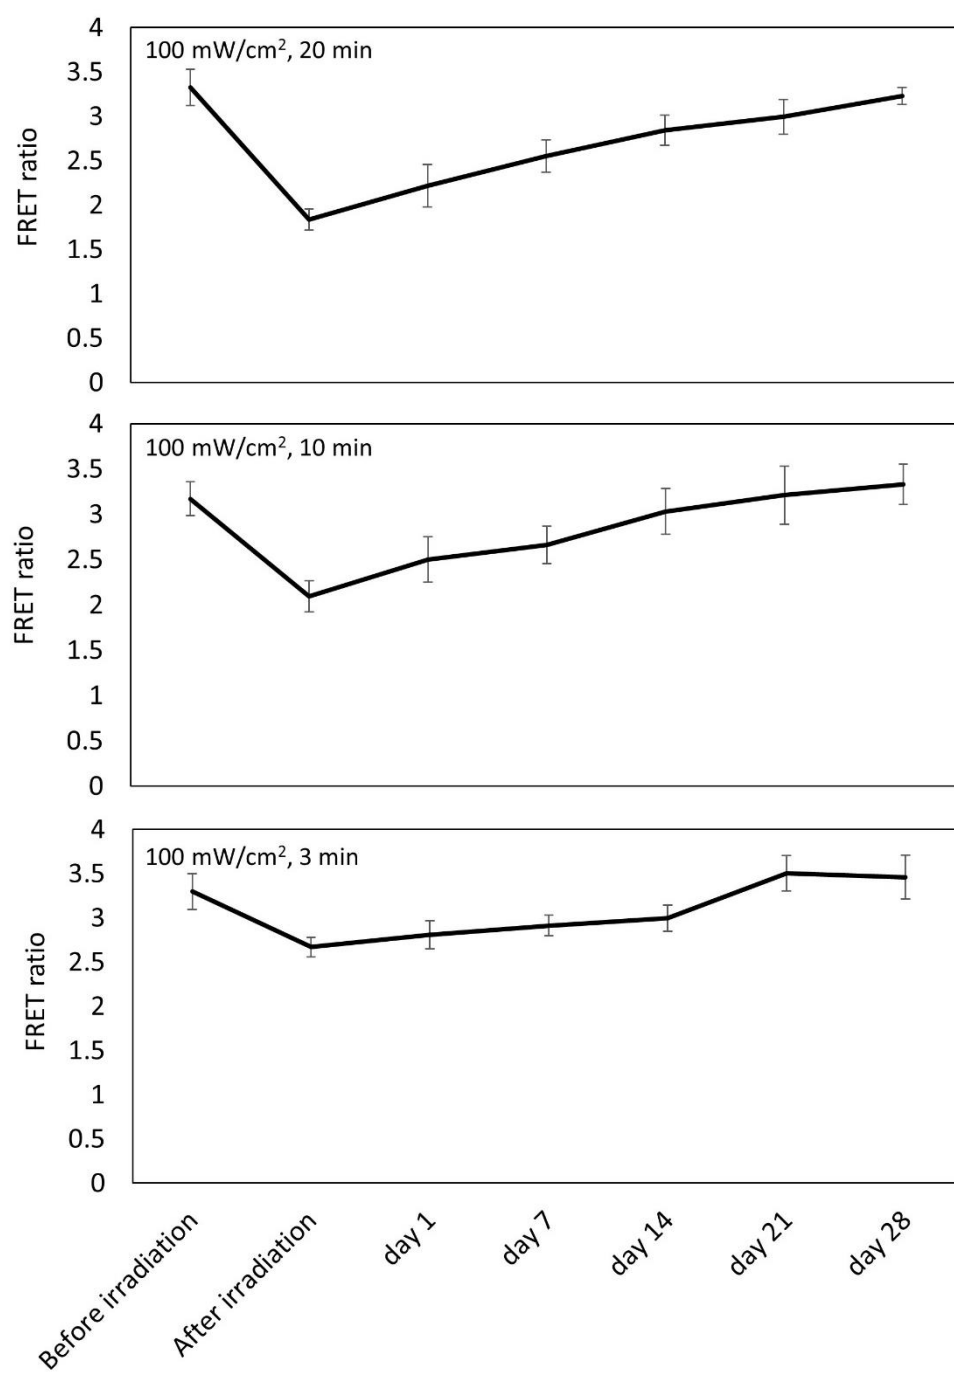 100 mW/cm², 20 min
FRET ratio
4
3.5
3
2.5
2
1.5
1
0.5
0
100 mW/cm², 10 min
FRET ratio
4
3.5
3
2.5
2
1.5
1
0.5
0
100 mW/cm², 3 min
FRET ratio
4
3.5
3
2.5
2
1.5
1
0.5
0
Before irradiation
After irradiation
day 1
day 7
day 14
day 21
day 28